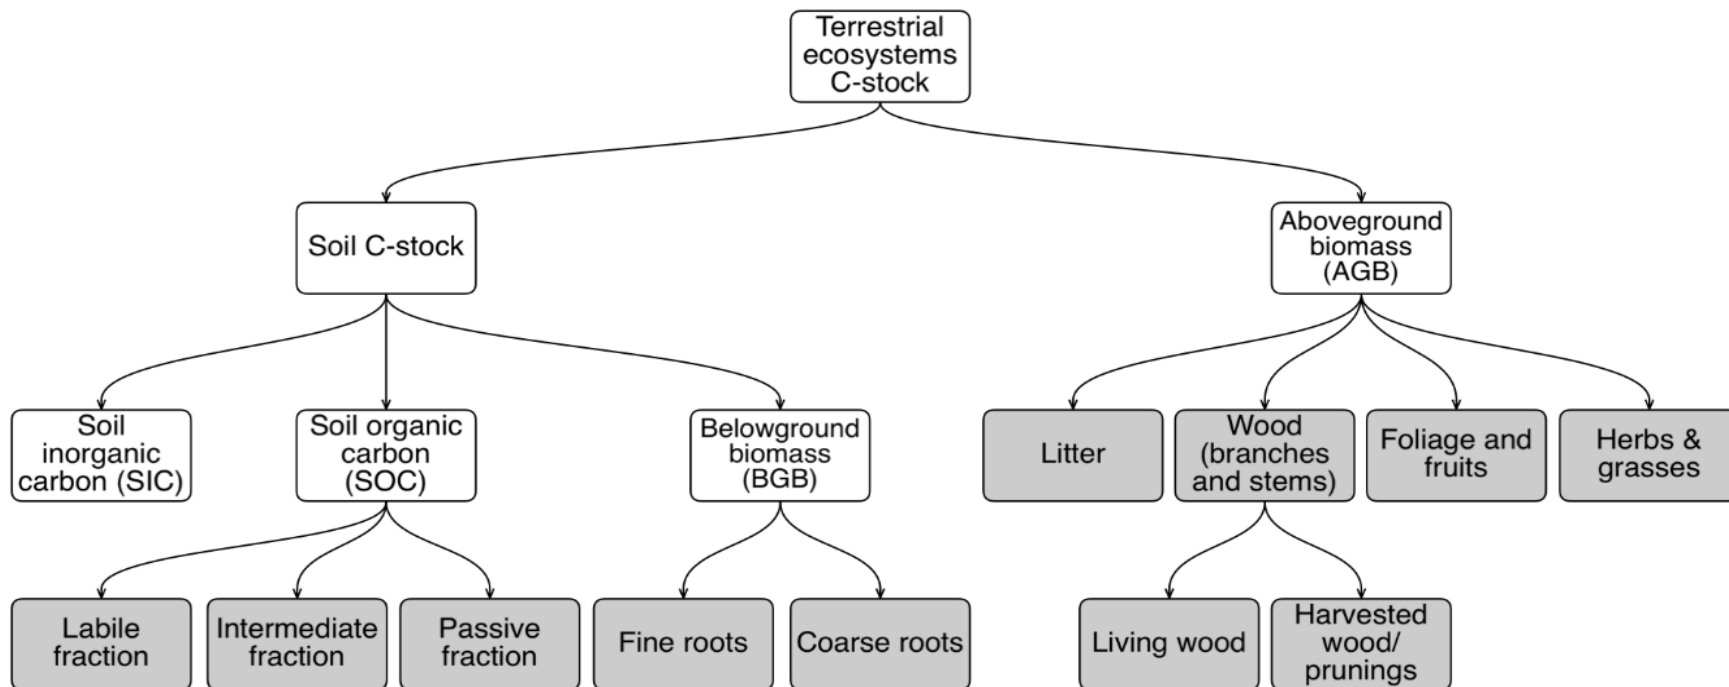 Terrestrial
ecosystems
C-stock
Soil C-stock
Aboveground
biomass
(AGB)
Soil
inorganic
carbon (SIC)
Soil organic
carbon
(SOC)
Belowground
biomass
(BGB)
Litter
Wood
(branches
and stems)
Foliage and
fruits
Herbs &
grasses
Labile
fraction
Intermediate
fraction
Passive
fraction
Fine roots
Coarse roots
Living wood
Harvested
wood/
prunings